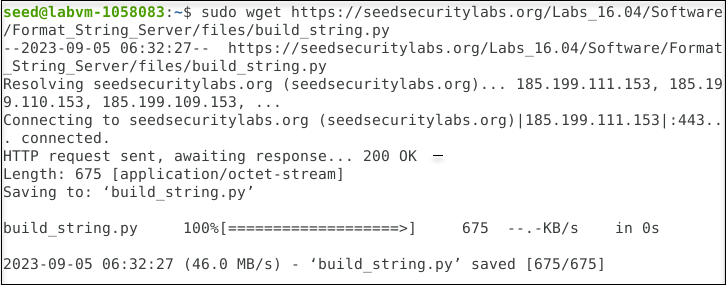 seed@labvm-1058083:~$ sudo wget https://seedsecuritylabs.org/Labs_16.04/Software
/Format_String_Server/files/build_string.py
--2023-09-05 06:32:27--  https://seedsecuritylabs.org/Labs_16.04/Software/Format
_String_Server/files/build_string.py
Resolving seedsecuritylabs.org (seedsecuritylabs.org)... 185.199.111.153, 185.19
9.110.153, 185.199.109.153, ...
Connecting to seedsecuritylabs.org (seedsecuritylabs.org)|185.199.111.153|:443..
. connected.
HTTP request sent, awaiting response... 200 OK
Length: 675 [application/octet-stream]
Saving to: ‘build_string.py’

build_string.py     100%[===================>]     675  --.-KB/s    in 0s

2023-09-05 06:32:27 (46.0 MB/s) - ‘build_string.py’ saved [675/675]